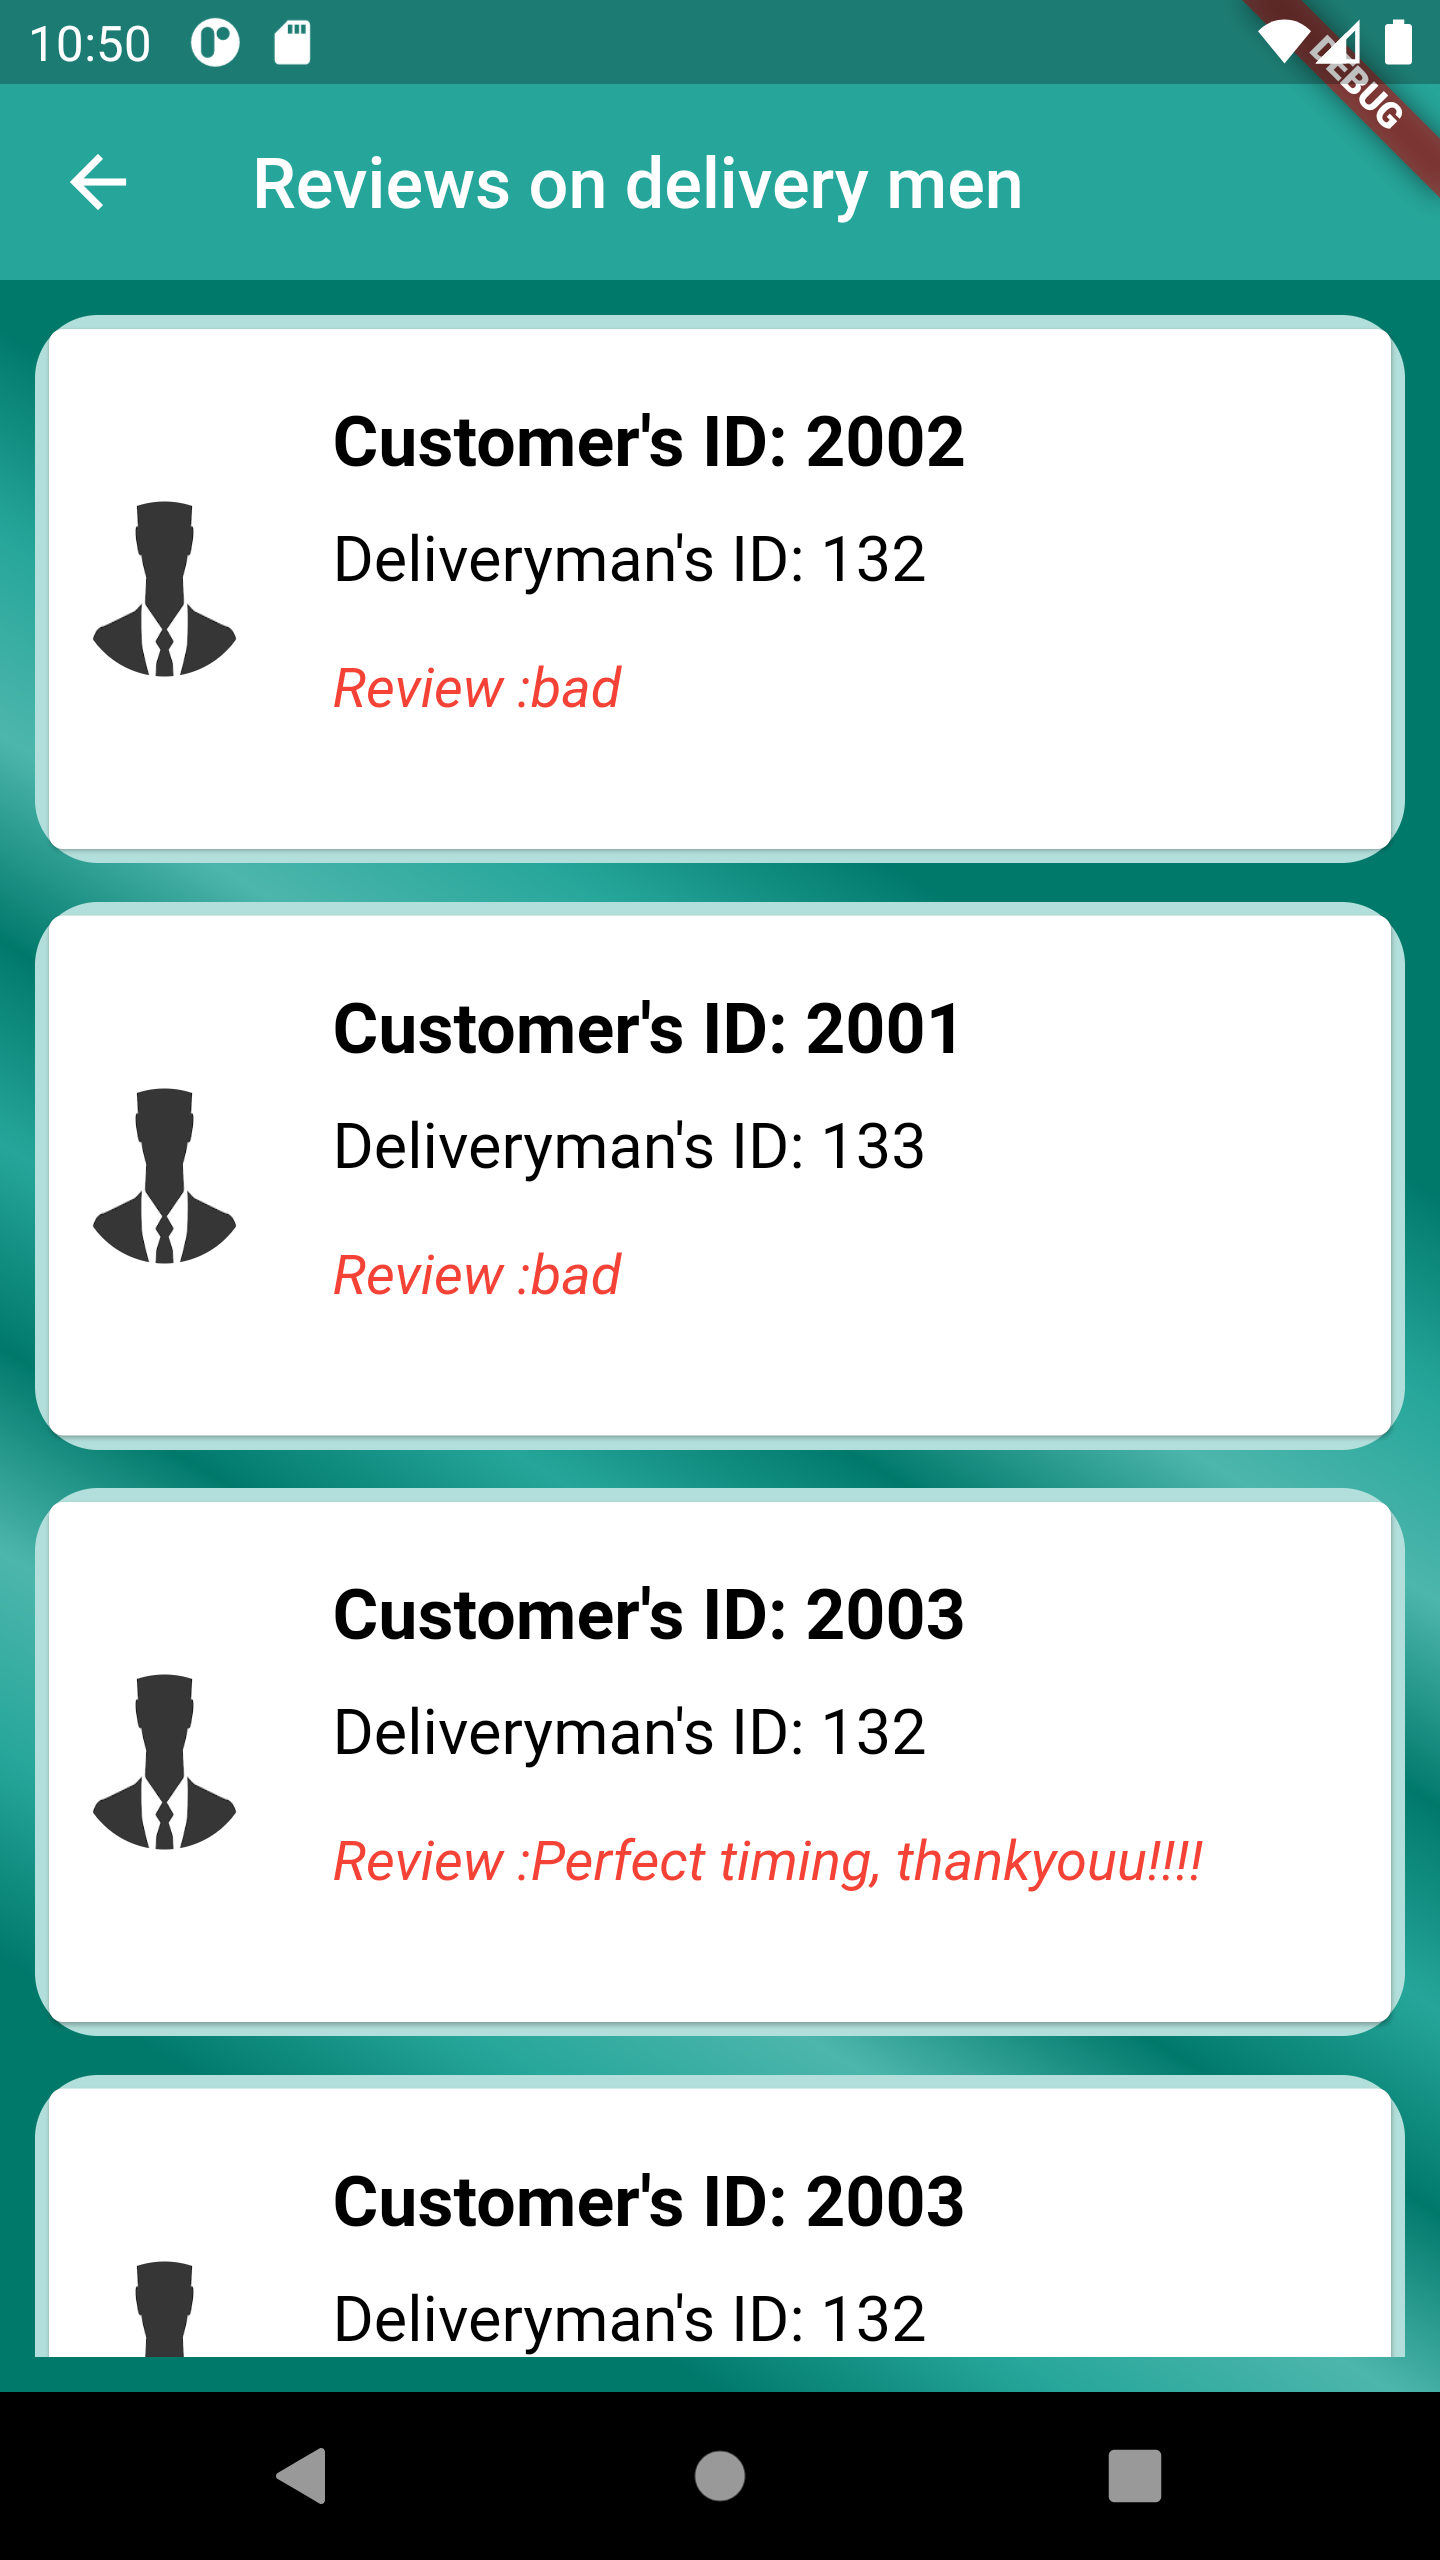 10:50
DEBUG
Reviews on delivery men
Customer's ID: 2002
Deliveryman's ID: 132
Review :bad
Customer's ID: 2001
Deliveryman's ID: 133
Review :bad
Customer's ID: 2003
Deliveryman's ID: 132
Review :Perfect timing, thankyouu!!!!
Customer's ID: 2003
Deliveryman's ID: 132